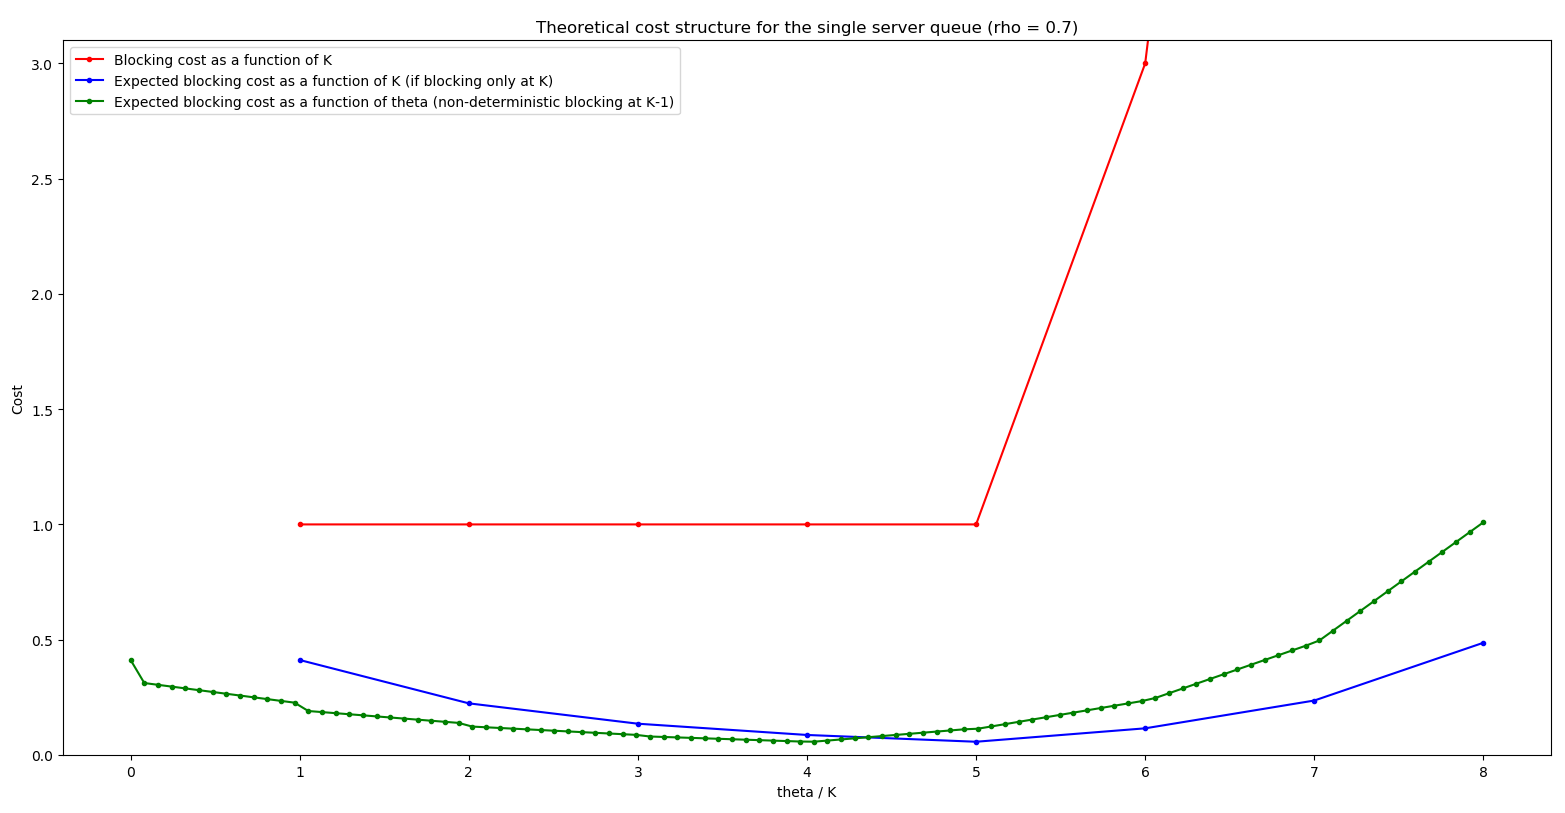 Theoretical cost structure for the single server queue (rho = 0.7)
Blocking cost as a function of K
Expected blocking cost as a function of K (if blocking only at K)
Expected blocking cost as a function of theta (non-deterministic blocking at K-1)
3.0
2.5
2.0
1.5
1.0
0.5
0.0
Cost
0 1 2 3 4 5 6 7 8
theta / K